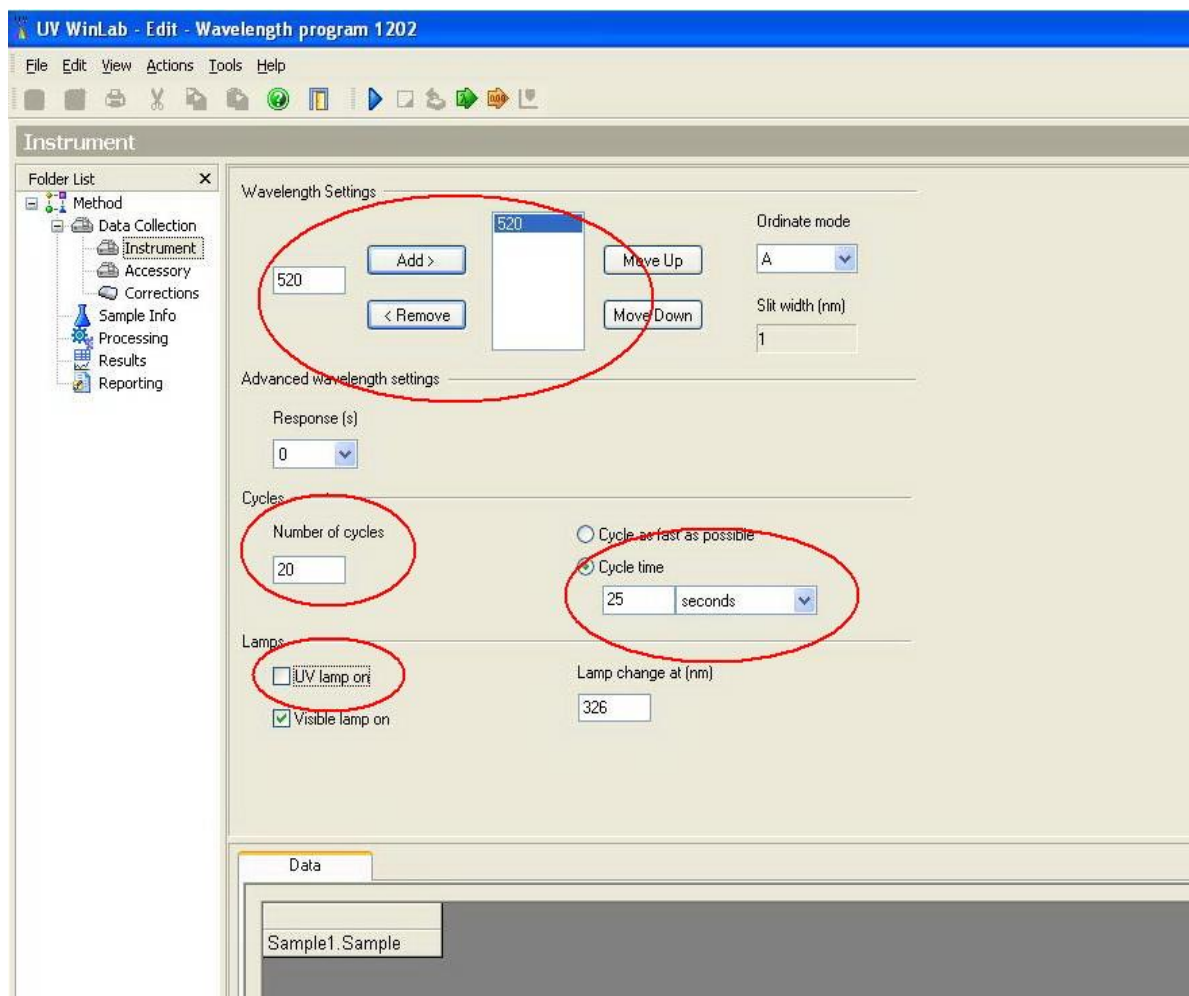 UV WinLab - Edit - Wavelength program 1202
File Edit View Actions Tools Help
Instrument
Folder List
Method
Data Collection
Instrument
Accessory
Corrections
Sample Info
Processing
Results
Reporting
Wavelength Settings
520
Add >
< Remove
520
Move Up
Move Down
Ordinate mode
A
Slit width (nm)
1
Advanced wavelength settings
Response (s)
0
Cycles
Number of cycles
20
Cycle as fast as possible
Cycle time
25 seconds
Lamps
UV lamp on
Visible lamp on
Lamp change at (nm)
326
Data
Sample1.Sample